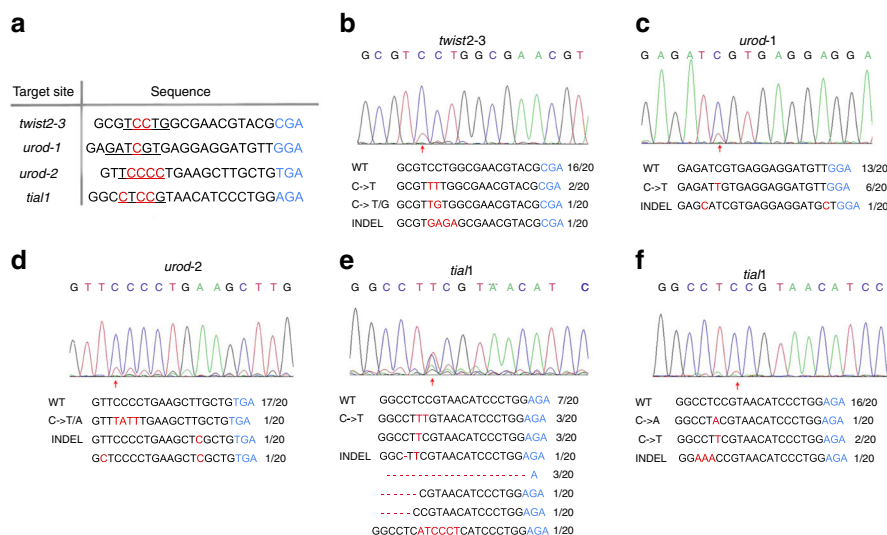 a
Target site Sequence
twist2-3 GCGTCCTGGCGAACGTACGCGA
urod-1 GAGATCGTGAGGAGGATGTTGGA
urod-2 GTTCCCCTGAAGCTTGCTGTGA
tial1 GGCCTCCGTAACATCCCTGGAGA
b
twist2-3
G C G T C C T G G C G A A C G T
WT GCGTCCTGGCGAACGTACGCGA 16/20
C->T GCGTTTTGGCGAACGTACGCGA 2/20
C-> T/G GCGTTGTGGCGAACGTACGCGA 1/20
INDEL GCGTGAGAGCGAACGTACGCGA 1/20
c
urod-1
G A G A T C G T G A G G A G G A
WT GAGATCGTGAGGAGGATGTTGGA 13/20
C->T GAGATTGTGAGGAGGATGTTGGA 6/20
INDEL GAGCATCGTGAGGAGGATGCTGGA 1/20
d
urod-2
G T T C C C C T G A A G C T T G
WT GTTCCCCTGAAGCTTGCTGTGA 17/20
C->T/A GTTTATTTGAAGCTTGCTGTGA 1/20
INDEL GTTCCCCTGAAGCTCGCTGTGA 1/20
GCTCCCCTGAAGCTCGCTGTGA 1/20
e
tial1
G G C C T T C G T A A C A T C
WT GGCCTCCGTAACATCCCTGGAGA 7/20
C->T GGCCTTTGTAACATCCCTGGAGA 3/20
GGCCTTCGTAACATCCCTGGAGA 3/20
INDEL GGC-TTCGTAACATCCCTGGAGA 1/20
----------------------- A 3/20
------CGTAACATCCCTGGAGA 1/20
-----CCGTAACATCCCTGGAGA 1/20
GGCCTCATCCCTCATCCCTGGAGA 1/20
f
tial1
G G C C T C C G T A A C A T C C
WT GGCCTCCGTAACATCCCTGGAGA 16/20
C->A GGCCTACGTAACATCCCTGGAGA 1/20
C->T GGCCTTCGTAACATCCCTGGAGA 2/20
INDEL GGAAACCGTAACATCCCTGGAGA 1/20